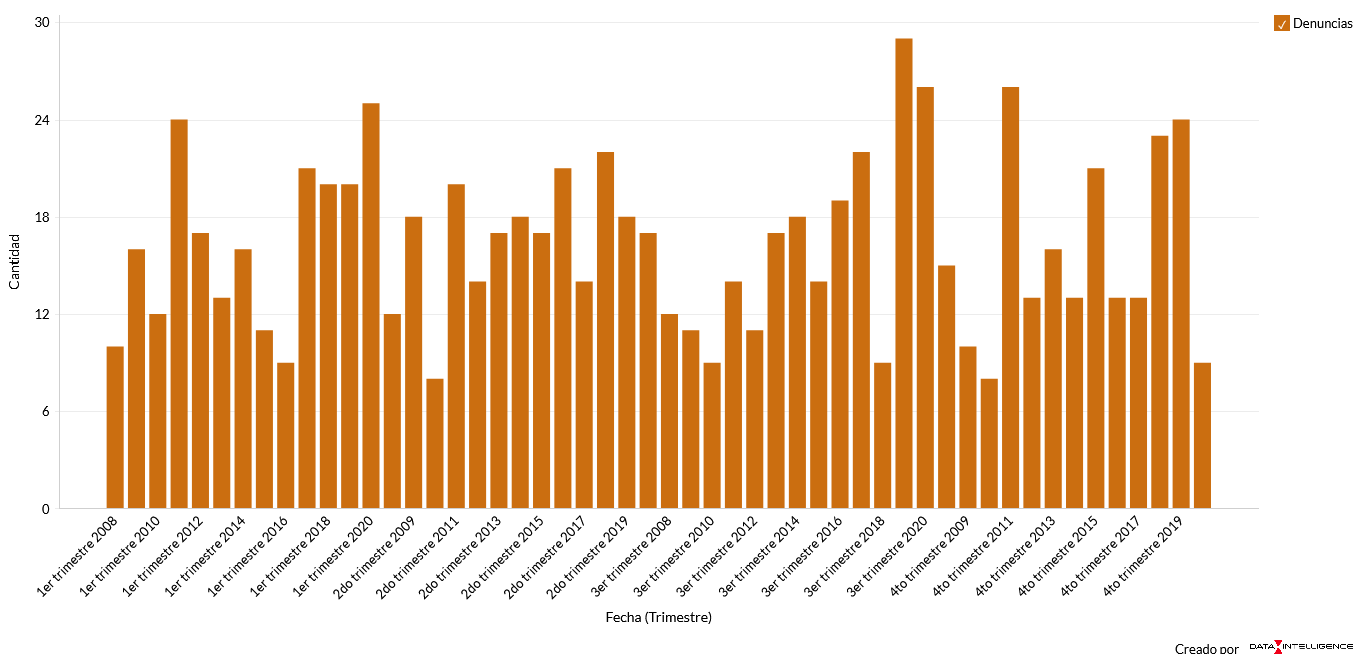 30
24
18
12
6
0
Cantidad
✓ Denuncias
1er trimestre 2008
1er trimestre 2010
1er trimestre 2012
1er trimestre 2014
1er trimestre 2016
1er trimestre 2018
1er trimestre 2020
2do trimestre 2009
2do trimestre 2011
2do trimestre 2013
2do trimestre 2015
2do trimestre 2017
2do trimestre 2019
3er trimestre 2008
3er trimestre 2010
3er trimestre 2012
3er trimestre 2014
3er trimestre 2016
3er trimestre 2018
3er trimestre 2020
4to trimestre 2009
4to trimestre 2011
4to trimestre 2013
4to trimestre 2015
4to trimestre 2017
4to trimestre 2019
Fecha (Trimestre)
Creado por DATA INTELLIGENCE